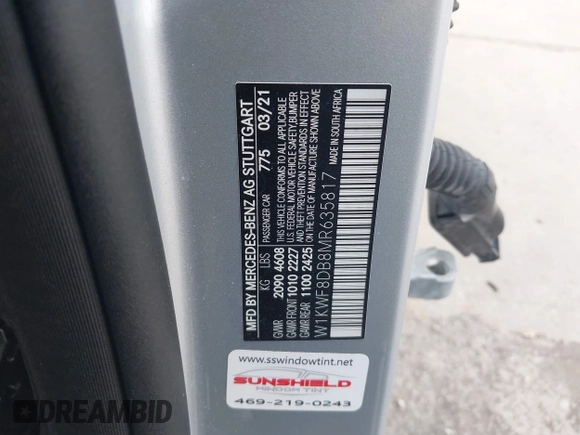 MFD BY MERCEDES-BENZ AG STUTTGART
PASSENGER CAR 775 03/21
KG LBS
GVWR 2090 4608
GAWR FRONT 1010 2227
GAWR REAR 1100 2425
THIS VEHICLE CONFORMS TO ALL APPLICABLE
U.S. FEDERAL MOTOR VEHICLE SAFETY, BUMPER
AND THEFT PREVENTION STANDARDS IN EFFECT
ON THE DATE OF MANUFACTURE SHOWN ABOVE
W1KWF8DB8MR635817 MADE IN SOUTH AFRICA
www.sswindowtint.net
SUNSHIELD
WINDOW TINT
469-219-0243
DREAMBID